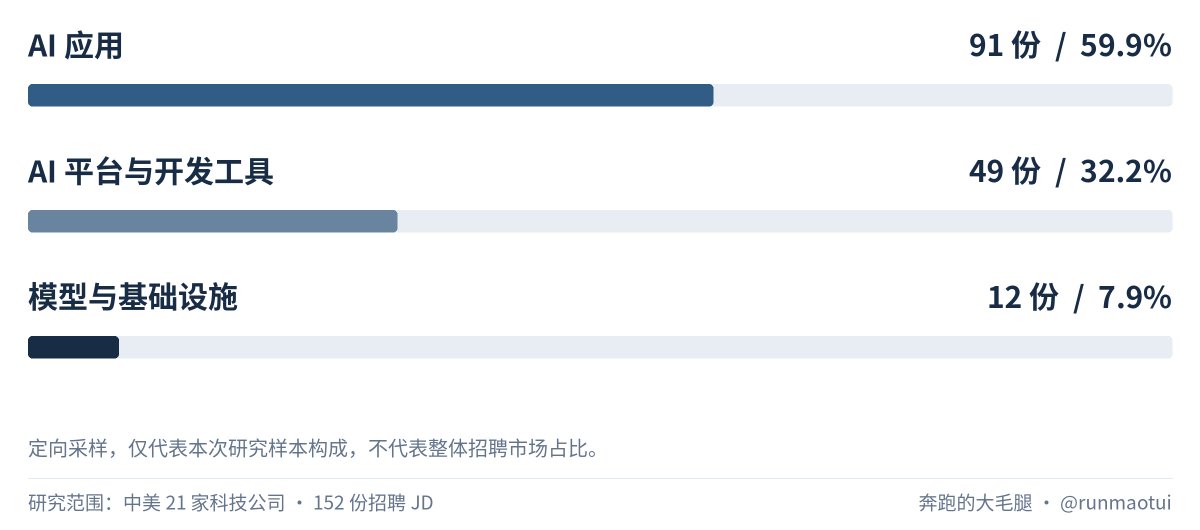 AI 应用 91 份 / 59.9%
AI 平台与开发工具 49 份 / 32.2%
模型与基础设施 12 份 / 7.9%
定向采样，仅代表本次研究样本构成，不代表整体招聘市场占比。
研究范围：中美 21 家科技公司 · 152 份招聘 JD 奔跑的大毛腿 · @runmaotui